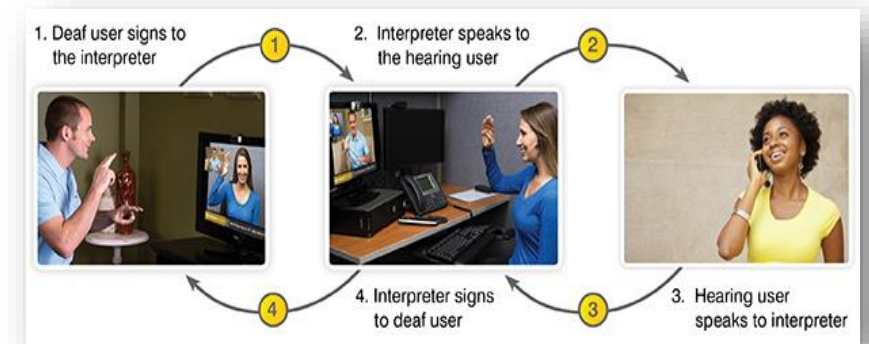 1. Deaf user signs to
the interpreter
1
2. Interpreter speaks to
the hearing user
2
4
4. Interpreter signs
to deaf user
3
3. Hearing user
speaks to interpreter